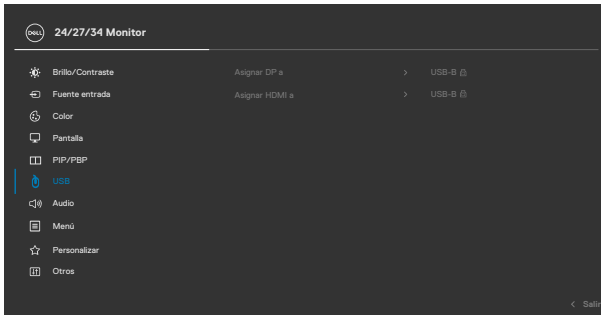 DELL 24/27/34 Monitor
Brillo/Contraste Asignar DP a > USB-B
Fuente entrada Asignar HDMI a > USB-B
Color
Pantalla
PIP/PBP
USB
Audio
Menú
Personalizar
Otros
< Salir